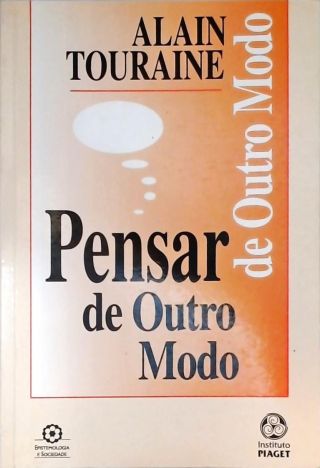 ALAIN
TOURAINE
de Outro Modo
Pensar
de Outro
Modo
EPISTEMOLOGIA
E SOCIEDADE
Instituto
PIAGET